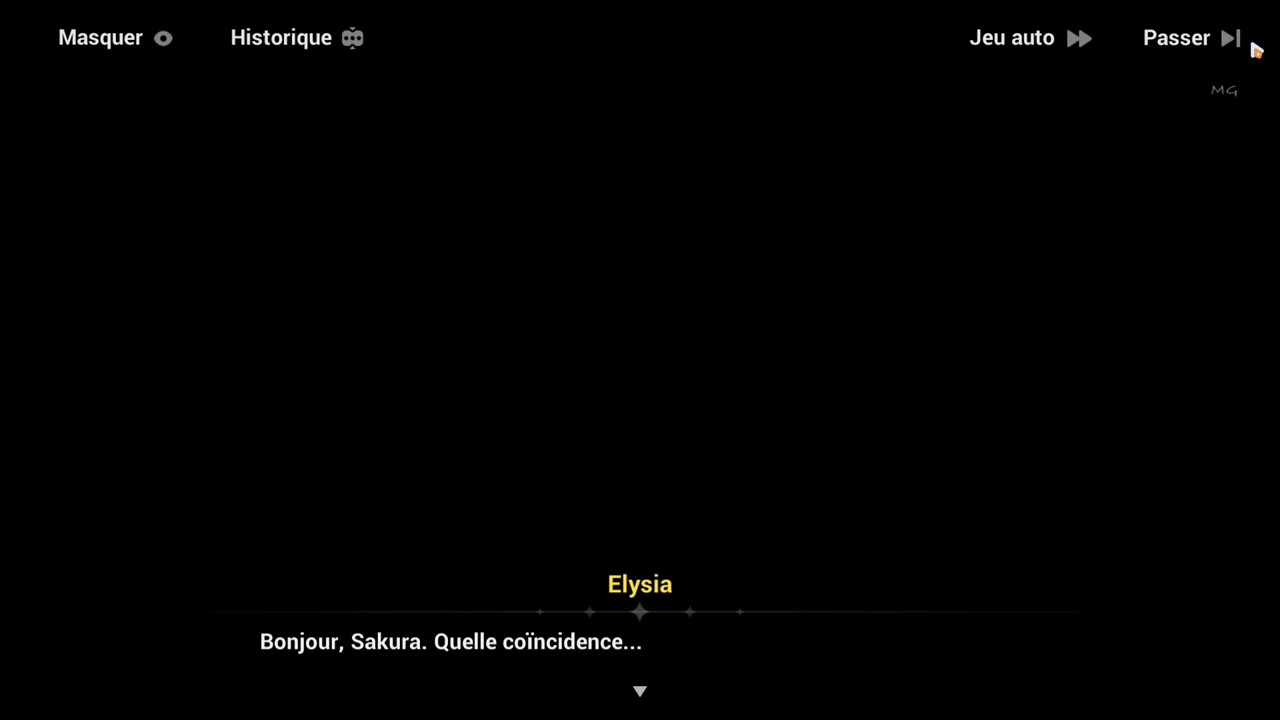 Masquer
Historique
Jeu auto
Passer
MG
Elysia
Bonjour, Sakura. Quelle coïncidence...